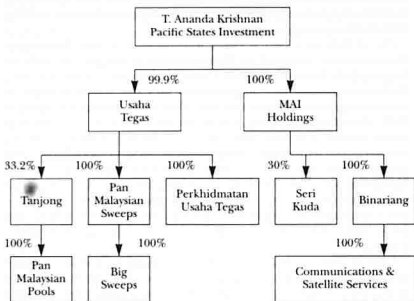 T. Ananda Krishnan
Pacific States Investment
99.9%
100%
Usaha
Tegas
MAI
Holdings
33.2%
100%
100%
30%
100%
Tanjong
Pan
Malaysian
Sweeps
Perkhidmatan
Usaha Tegas
Seri
Kuda
Binariang
100%
100%
100%
Pan
Malaysian
Pools
Big
Sweeps
Communications &
Satellite Services